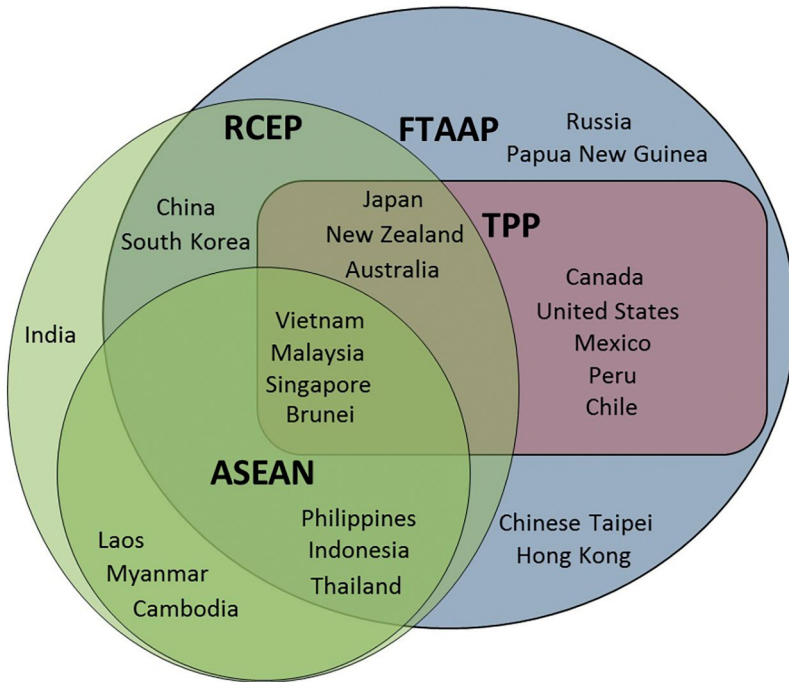 RCEP
FTAAP
Russia
Papua New Guinea
China
South Korea
Japan
New Zealand
Australia
TPP
Canada
United States
Mexico
Peru
Chile
India
Vietnam
Malaysia
Singapore
Brunei
ASEAN
Philippines
Indonesia
Thailand
Laos
Myanmar
Cambodia
Chinese Taipei
Hong Kong